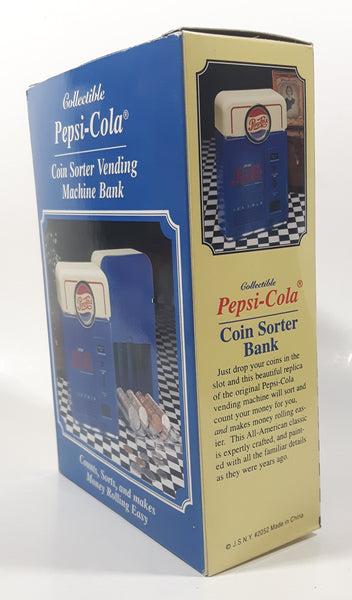 Collectible
Pepsi-Cola®
Coin Sorter Vending
Machine Bank
Counts, Sorts, and makes
Money Rolling Easy
Collectible
Pepsi-Cola®
Coin Sorter
Bank
Just drop your coins in the
slot and this beautiful replica
of the original Pepsi-Cola
vending machine will sort and
count your money for you,
and makes money rolling eas-
ier. This All-American classic
is expertly crafted, and paint-
ed with all the familiar details
as they were years ago.
© J.S.N.Y. #2052 Made in China